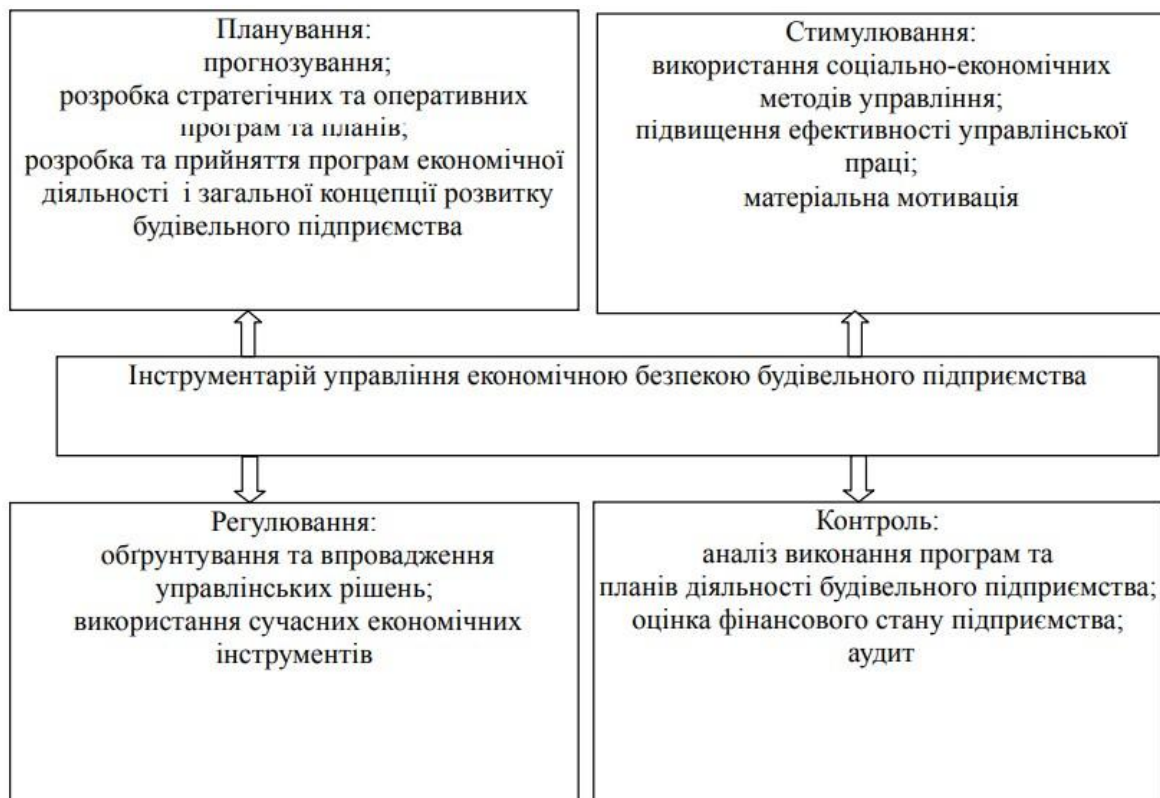 Планування:
прогнозування;
розробка стратегічних та оперативних
програм та планів;
розробка та прийняття програм економічної
діяльності і загальної концепції розвитку
будівельного підприємства
Стимулювання:
використання соціально-економічних
методів управління;
підвищення ефективності управлінської
праці;
матеріальна мотивація
Інструментарій управління економічною безпекою будівельного підприємства
Регулювання:
обґрунтування та впровадження
управлінських рішень;
використання сучасних економічних
інструментів
Контроль:
аналіз виконання програм та
планів діяльності будівельного підприємства;
оцінка фінансового стану підприємства;
аудит